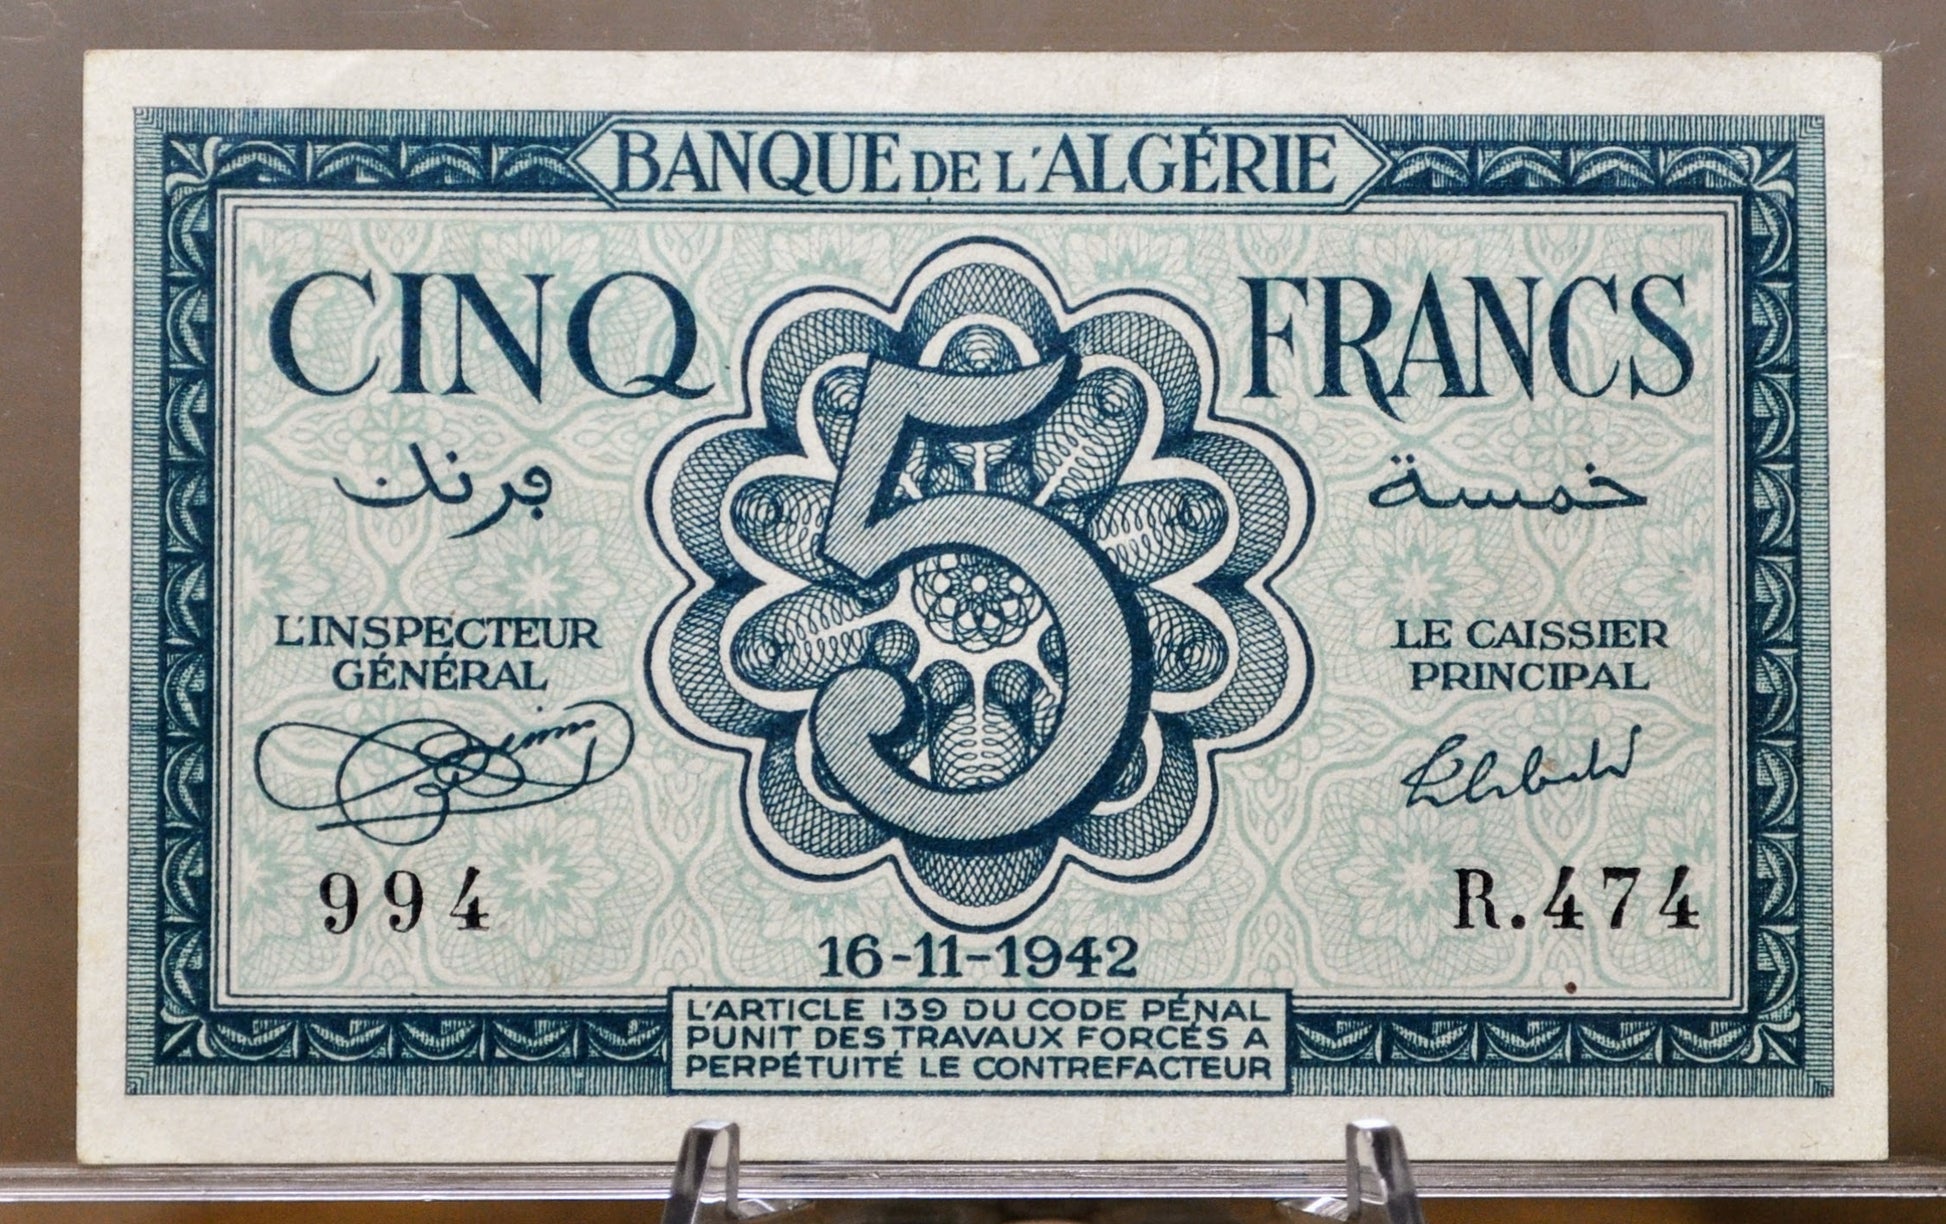 BANQUE DE L'ALGÉRIE
CINQ FRANCS
خمسة ڢرنك
5
L'INSPECTEUR
GÉNÉRAL
LE CAISSIER
PRINCIPAL
994
R.474
16-11-1942
L'ARTICLE 139 DU CODE PÉNAL
PUNIT DES TRAVAUX FORCÉS A
PERPÉTUITÉ LE CONTREFACTEUR